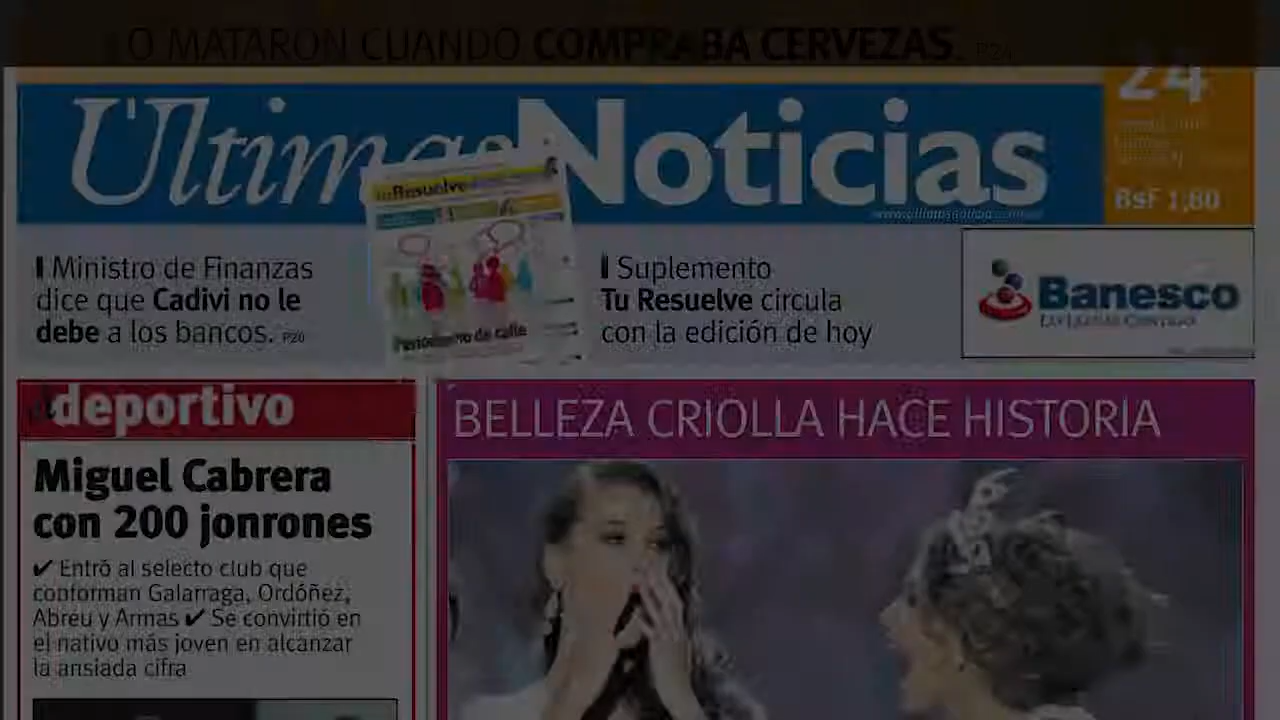 O MATARON CUANDO COMPRABA CERVEZAS. P24
24
Últimas Noticias
BsF 1,80
tuResuelve
Periodismo de calle
Ministro de Finanzas
dice que Cadivi no le
debe a los bancos. P20
Suplemento
Tu Resuelve circula
con la edición de hoy
Banesco
deportivo
Miguel Cabrera
con 200 jonrones
✔ Entró al selecto club que
conforman Galarraga, Ordóñez,
Abreu y Armas ✔ Se convirtió en
el nativo más joven en alcanzar
la ansiada cifra
BELLEZA CRIOLLA HACE HISTORIA